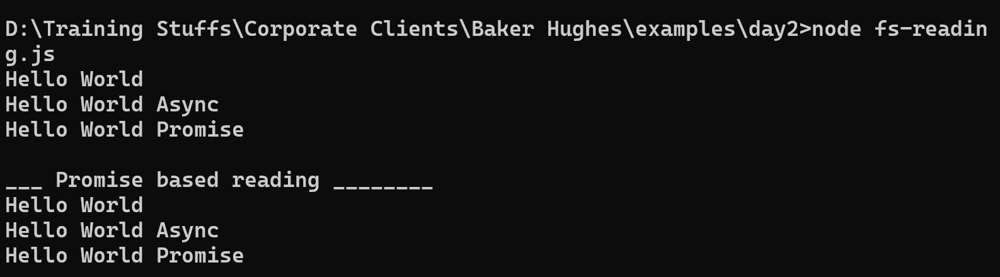 D:\Training Stuffs\Corporate Clients\Baker Hughes\examples\day2>node fs-readin
g.js
Hello World
Hello World Async
Hello World Promise
___ Promise based reading ________
Hello World
Hello World Async
Hello World Promise